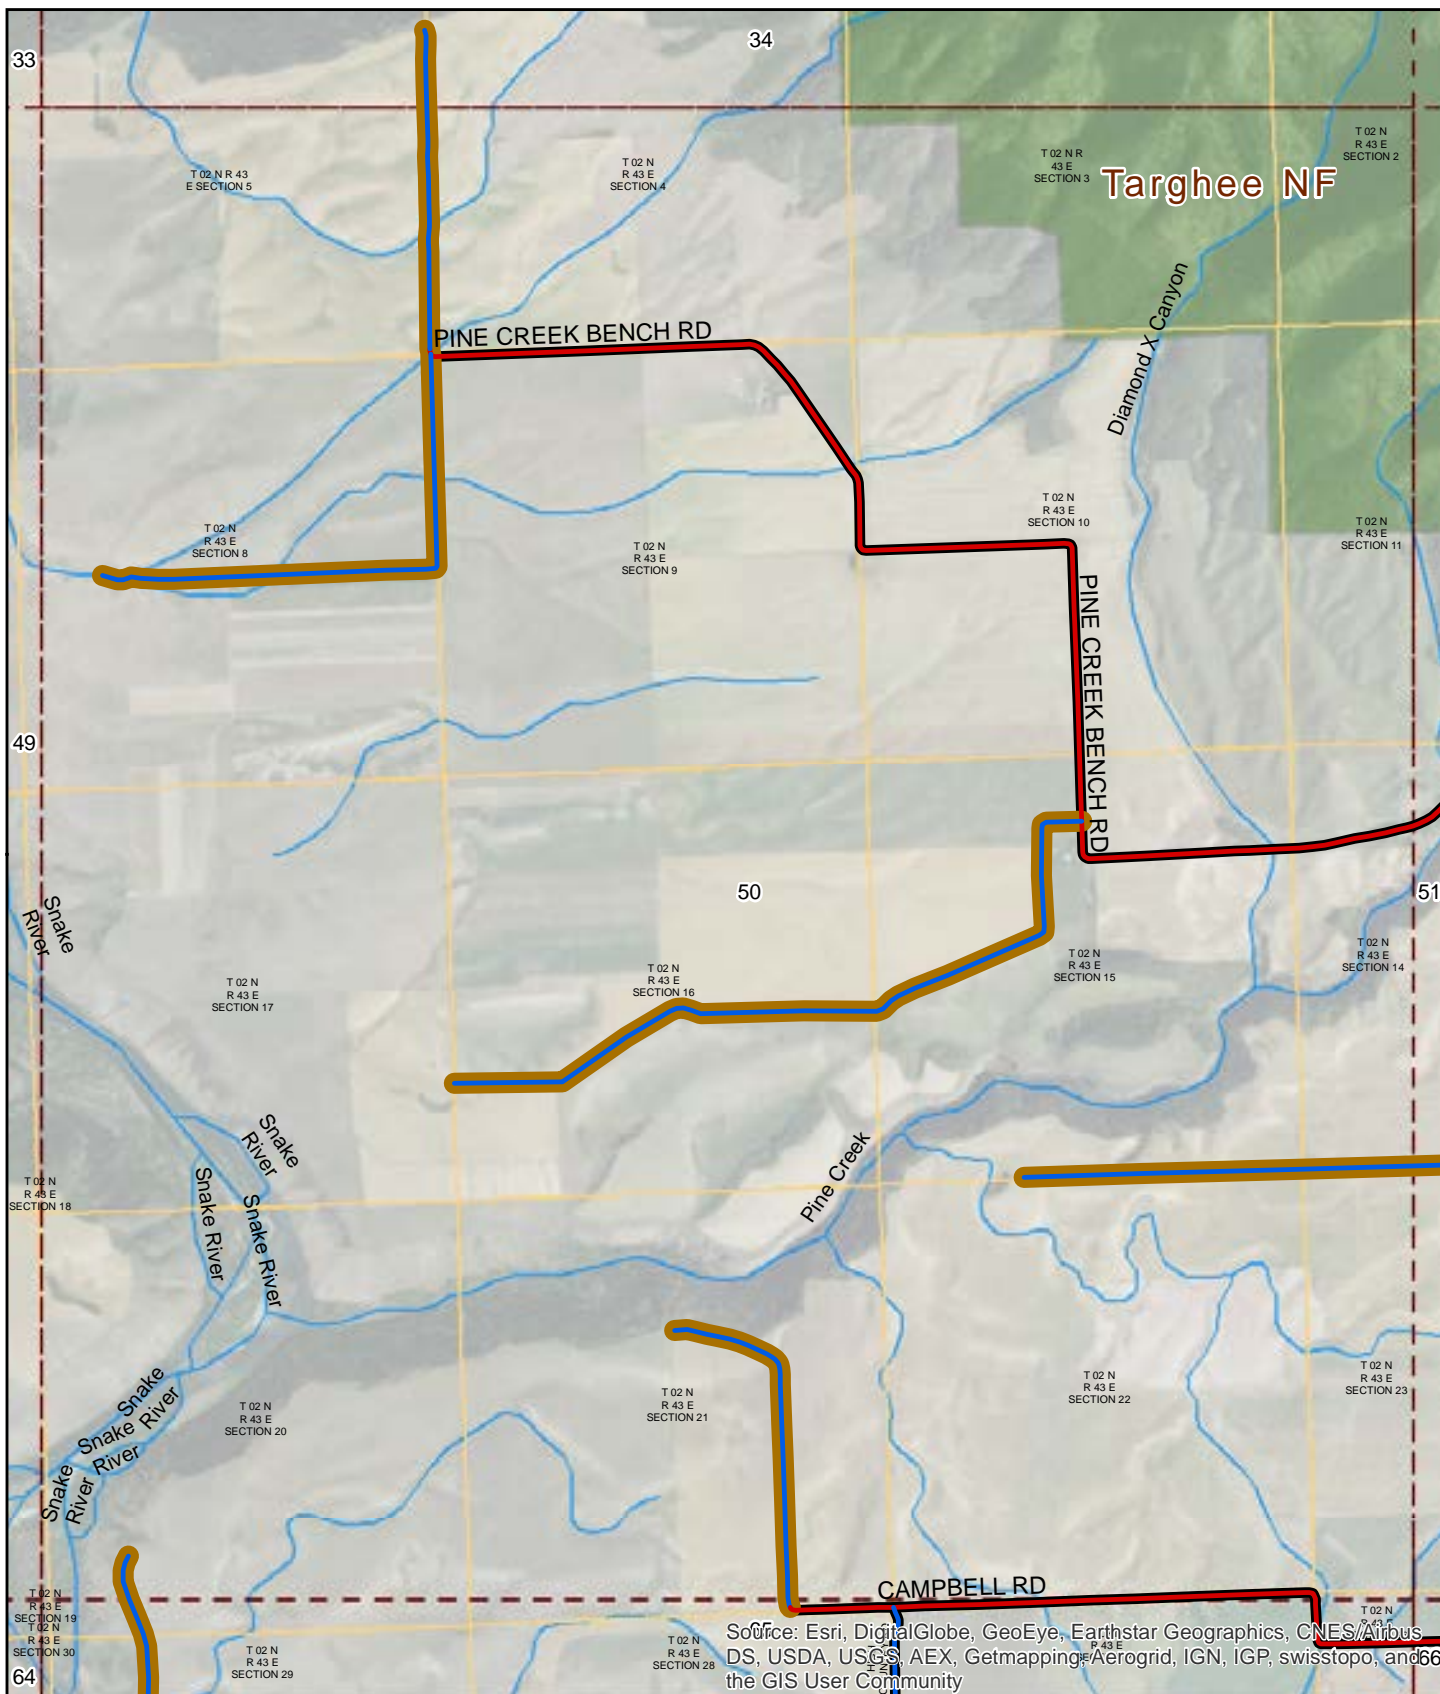 33
34
T 02 N R 43
E SECTION 5
T 02 N
R 43 E
SECTION 4
T 02 N R
43 E
SECTION 3
T 02 N
R 43 E
SECTION 2
Targhee NF
Diamond X Canyon
PINE CREEK BENCH RD
T 02 N
R 43 E
SECTION 8
T 02 N
R 43 E
SECTION 9
T 02 N
R 43 E
SECTION 10
T 02 N
R 43 E
SECTION 11
PINE CREEK BENCH RD
49
50
51
Snake
River
T 02 N
R 43 E
SECTION 17
T 02 N
R 43 E
SECTION 16
T 02 N
R 43 E
SECTION 15
T 02 N
R 43 E
SECTION 14
Snake
River
Pine Creek
T 02 N
R 43 E
SECTION 18
Snake River
Snake River
Snake
River
Snake
River
Snake
River
T 02 N
R 43 E
SECTION 20
T 02 N
R 43 E
SECTION 21
T 02 N
R 43 E
SECTION 22
T 02 N
R 43 E
SECTION 23
CAMPBELL RD
T 02 N
R 43 E
SECTION 19
T 02 N
R 43 E
SECTION 30
T 02 N
R 43 E
SECTION 29
T 02 N
R 43 E
SECTION 28
T 02 N
R 43 E
64
65
66
Source: Esri, DigitalGlobe, GeoEye, Earthstar Geographics, CNES/Airbus
DS, USDA, USGS, AEX, Getmapping, Aerogrid, IGN, IGP, swisstopo, and
the GIS User Community